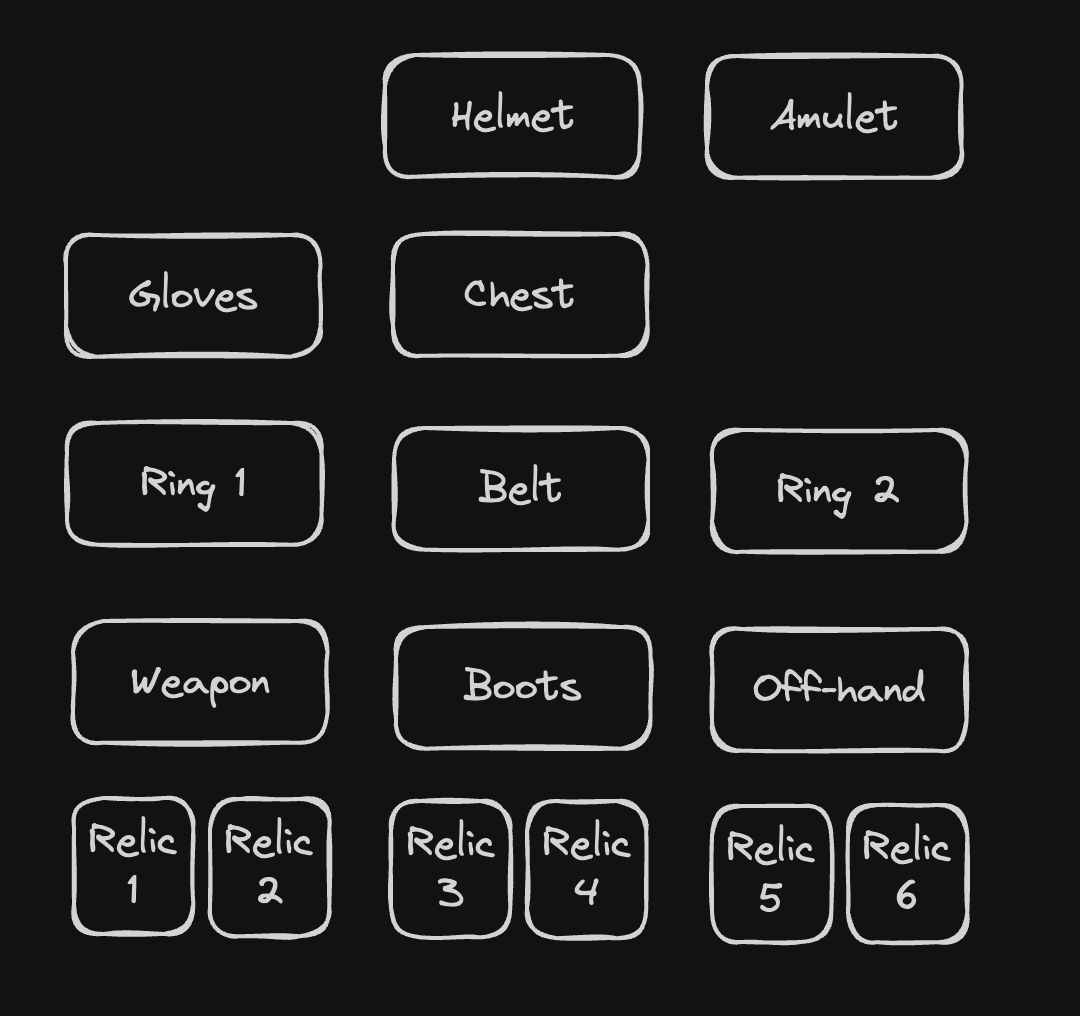 Helmet
Amulet
Gloves
Chest
Ring 1
Belt
Ring 2
Weapon
Boots
Off-hand
Relic
1
Relic
2
Relic
3
Relic
4
Relic
5
Relic
6